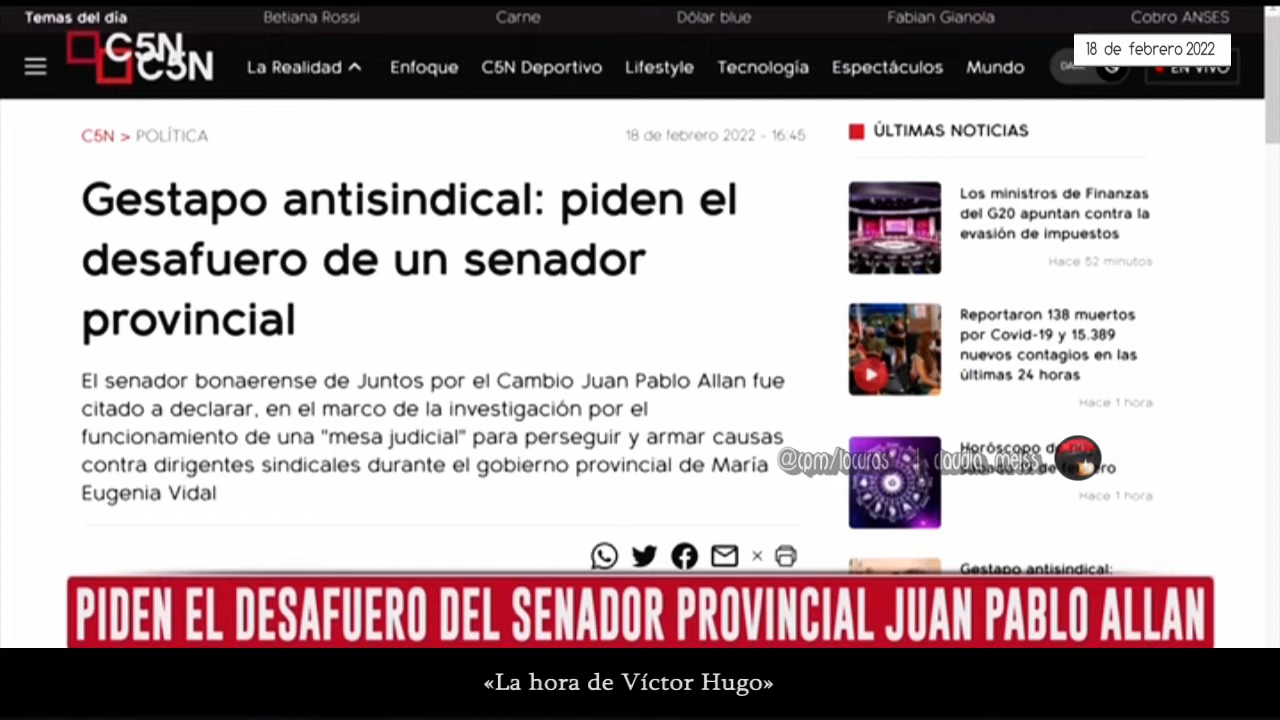 Temas del día Betiana Rossi Carne Dólar blue Fabian Gianola Cobro ANSES
C5N
C5N
La Realidad Enfoque C5N Deportivo Lifestyle Tecnología Espectáculos Mundo
18 de febrero 2022
EN VIVO
C5N > POLÍTICA 18 de febrero 2022 - 16:45
Gestapo antisindical: piden el
desafuero de un senador
provincial
El senador bonaerense de Juntos por el Cambio Juan Pablo Allan fue
citado a declarar, en el marco de la investigación por el
funcionamiento de una "mesa judicial" para perseguir y armar causas
contra dirigentes sindicales durante el gobierno provincial de María
Eugenia Vidal
ÚLTIMAS NOTICIAS
Los ministros de Finanzas
del G20 apuntan contra la
evasión de impuestos
Hace 52 minutos
Reportaron 138 muertos
por Covid-19 y 15.389
nuevos contagios en las
últimas 24 horas
Hace 1 hora
Horóscopo de
@cpm/locuras claudia_meiss
Hace 1 hora
Gestapo antisindical:
PIDEN EL DESAFUERO DEL SENADOR PROVINCIAL JUAN PABLO ALLAN
«La hora de Víctor Hugo»